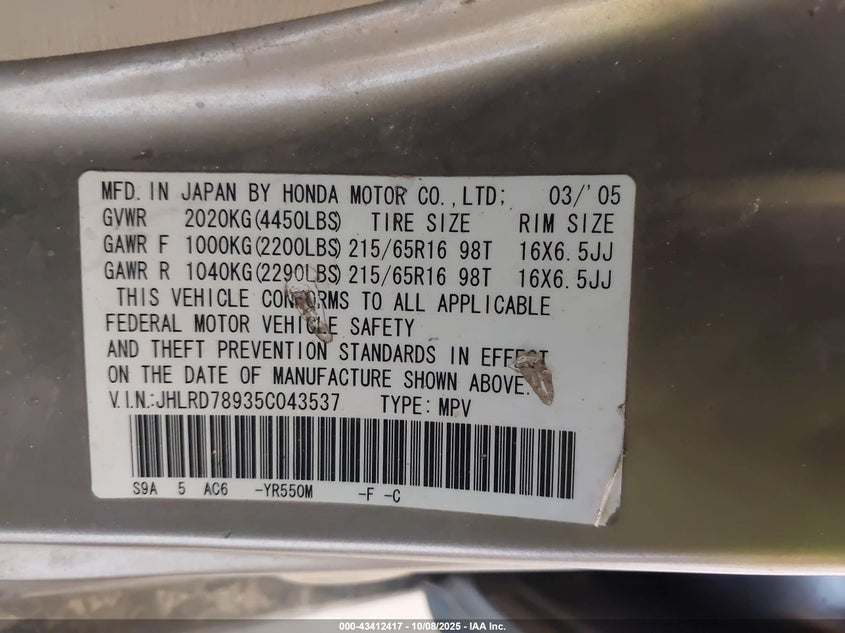 MFD. IN JAPAN BY HONDA MOTOR CO.,LTD; 03/'05
GVWR 2020KG(4450LBS) TIRE SIZE RIM SIZE
GAWR F 1000KG(2200LBS) 215/65R16 98T 16X6.5JJ
GAWR R 1040KG(2290LBS) 215/65R16 98T 16X6.5JJ
THIS VEHICLE CONFORMS TO ALL APPLICABLE
FEDERAL MOTOR VEHICLE SAFETY
AND THEFT PREVENTION STANDARDS IN EFFECT
ON THE DATE OF MANUFACTURE SHOWN ABOVE.
V.I.N.:JHLRD78935C043537 TYPE: MPV
S9A 5 AC6 -YR550M -F -C
000-43412417 - 10/08/2025 - IAA Inc.